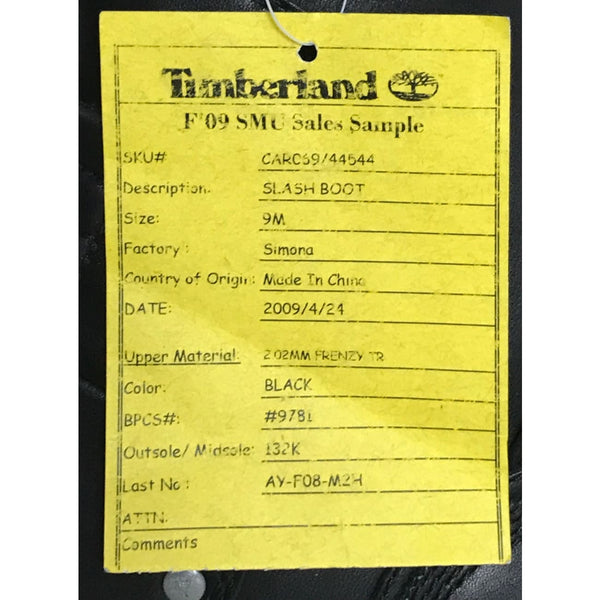 Timberland
F'09 SMU Sales Sample
SKU# CARC69/44544
Description: SLASH BOOT
Size: 9M
Factory : Simona
Country of Origin: Made In China
DATE: 2009/4/24
Upper Material: 2.02MM FRENZY TR
Color: BLACK
BPCS#: #9781
Outsole/ Midsole: 132K
Last No : AY-F08-M2H
ATTN:
Comments